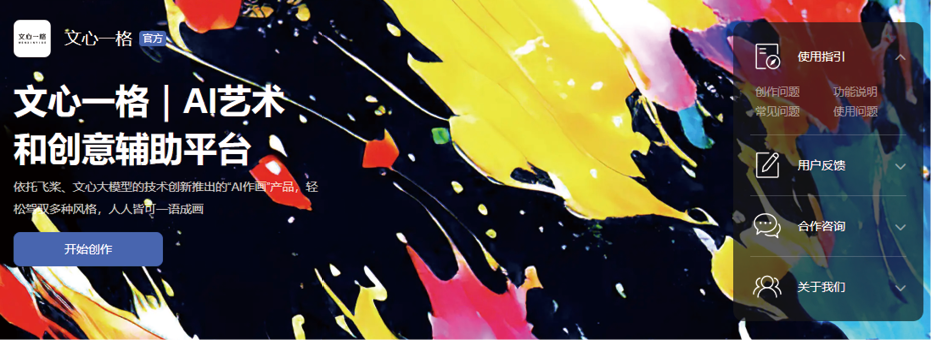 文心一格
文心一格 官方
文心一格｜AI艺术
和创意辅助平台
依托飞桨、文心大模型的技术创新推出的“AI作画”产品，轻
松驾驭多种风格，人人皆可一语成画
开始创作
使用指引
创作问题 功能说明
常见问题 使用问题
用户反馈
合作咨询
关于我们